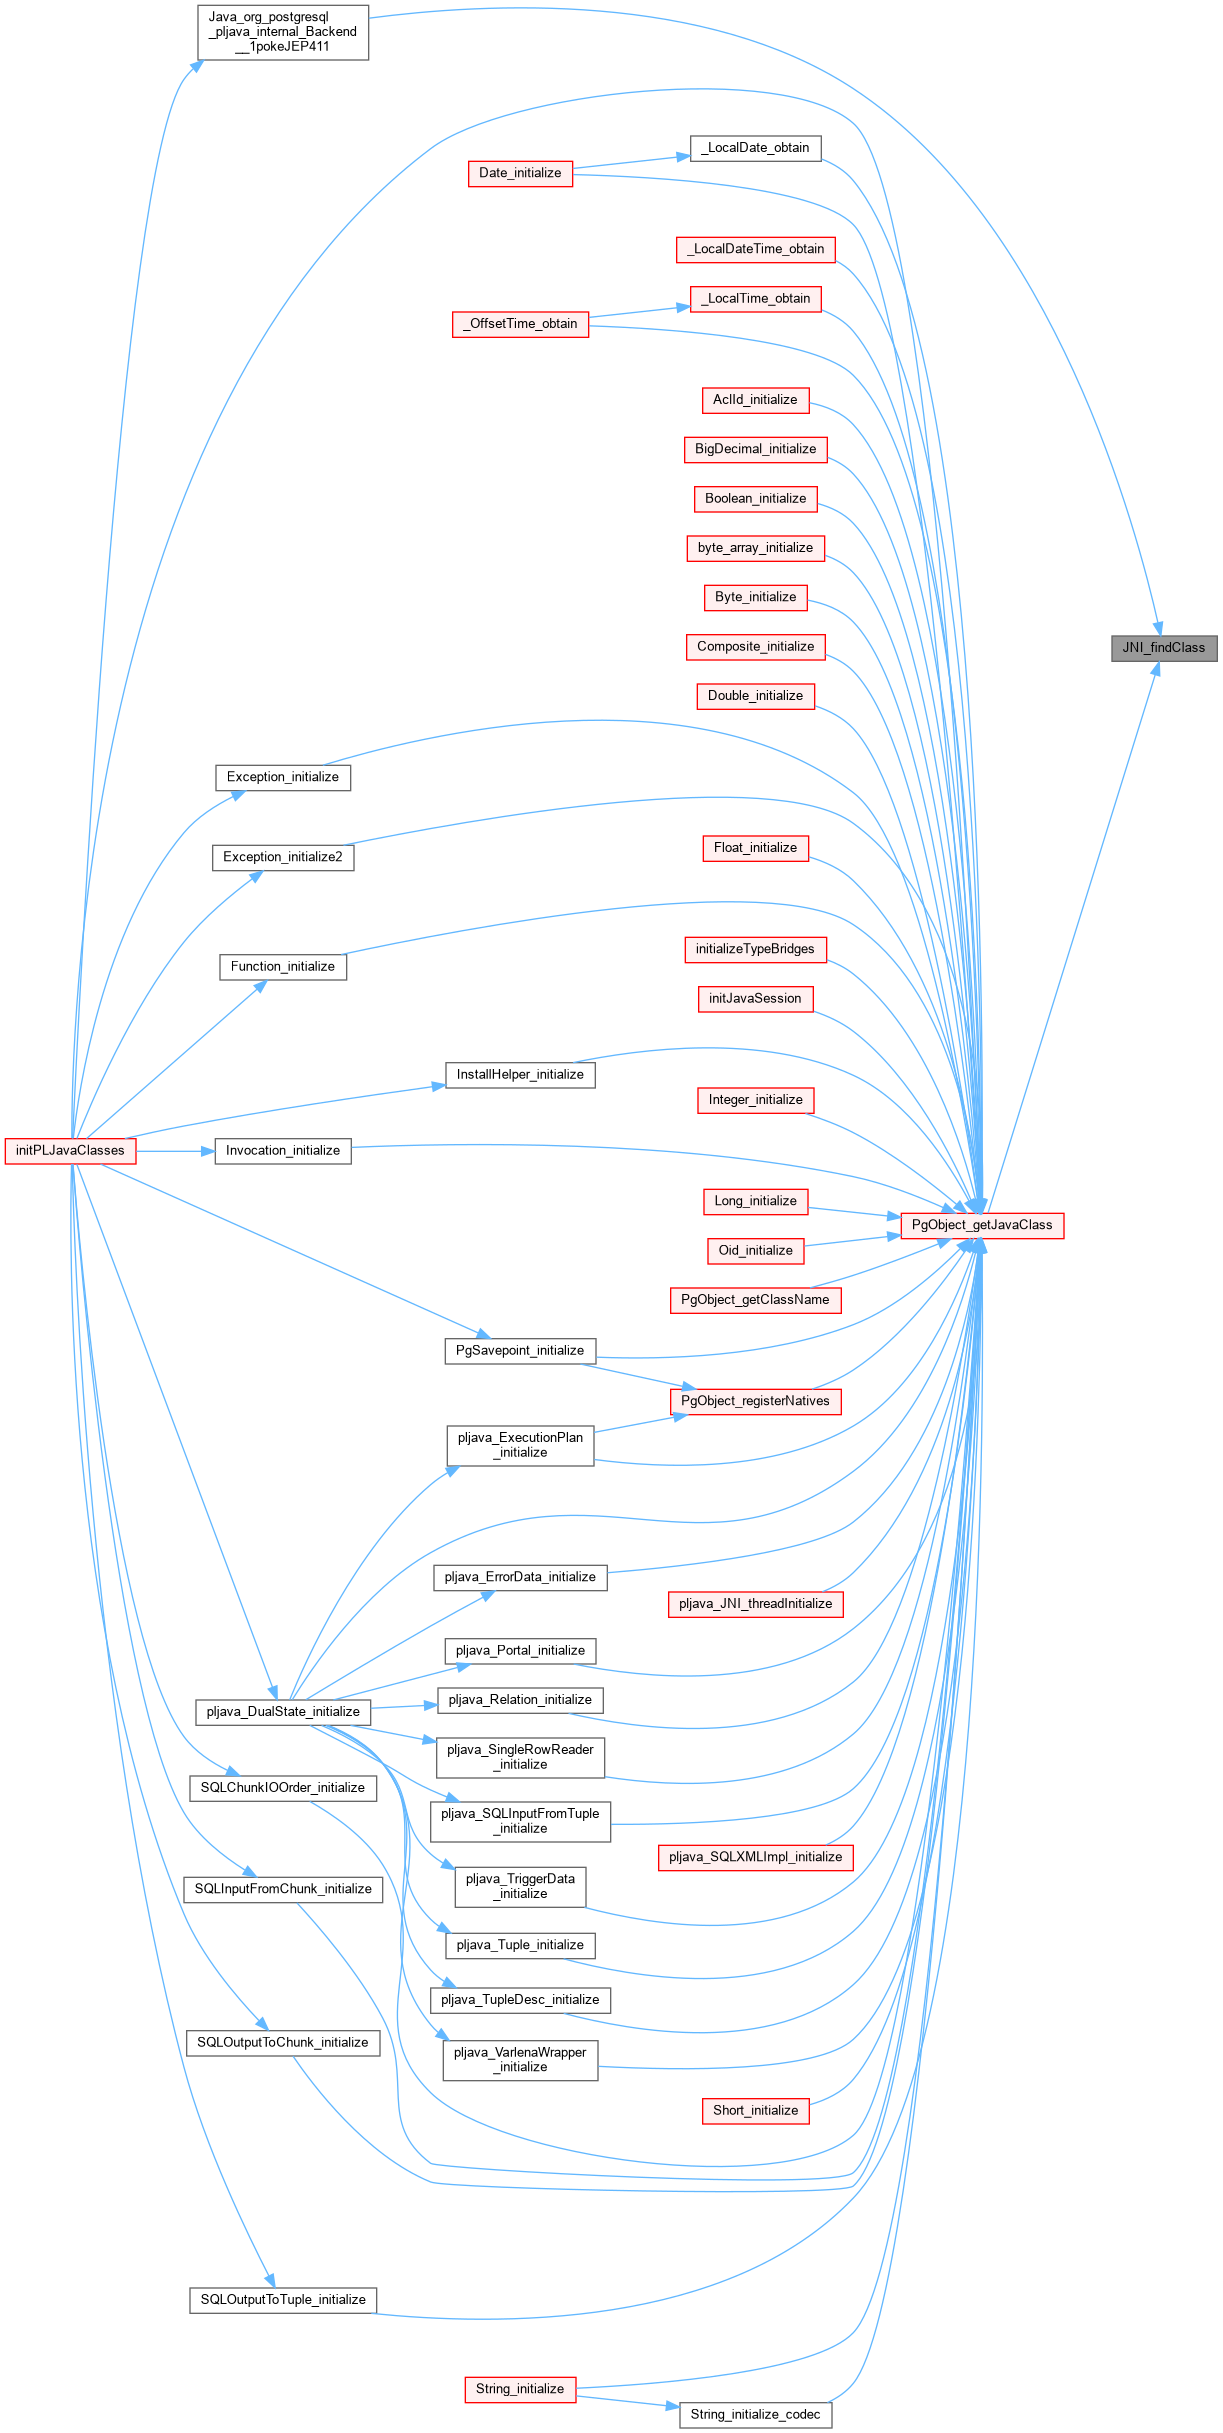 Java_org_postgresql
_pljava_internal_Backend
__1pokeJEP411
_LocalDate_obtain
Date_initialize
_LocalDateTime_obtain
_LocalTime_obtain
_OffsetTime_obtain
AclId_initialize
BigDecimal_initialize
Boolean_initialize
byte_array_initialize
Byte_initialize
JNI_findClass
Composite_initialize
Double_initialize
Exception_initialize
Float_initialize
Exception_initialize2
initializeTypeBridges
Function_initialize
initJavaSession
InstallHelper_initialize
Integer_initialize
initPLJavaClasses
Invocation_initialize
Long_initialize
PgObject_getJavaClass
Oid_initialize
PgObject_getClassName
PgSavepoint_initialize
PgObject_registerNatives
pljava_ExecutionPlan
_initialize
pljava_ErrorData_initialize
pljava_JNI_threadInitialize
pljava_Portal_initialize
pljava_Relation_initialize
pljava_DualState_initialize
pljava_SingleRowReader
_initialize
SQLChunkIOOrder_initialize
pljava_SQLInputFromTuple
_initialize
pljava_SQLXMLImpl_initialize
pljava_TriggerData
_initialize
SQLInputFromChunk_initialize
pljava_Tuple_initialize
pljava_TupleDesc_initialize
SQLOutputToChunk_initialize
pljava_VarlenaWrapper
_initialize
Short_initialize
SQLOutputToTuple_initialize
String_initialize
String_initialize_codec